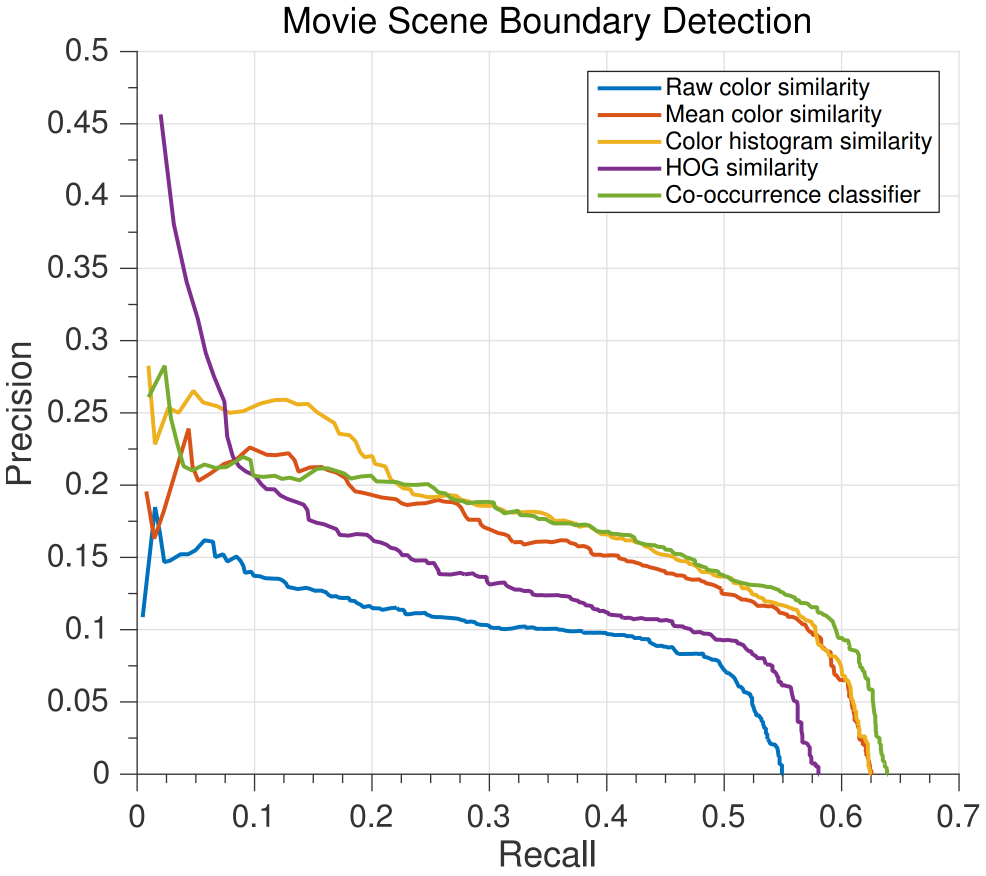 Movie Scene Boundary Detection
0.5
0.45
0.4
0.35
0.3
0.25
0.2
0.15
0.1
0.05
0
Precision
Raw color similarity
Mean color similarity
Color histogram similarity
HOG similarity
Co-occurrence classifier
0 0.1 0.2 0.3 0.4 0.5 0.6 0.7
Recall